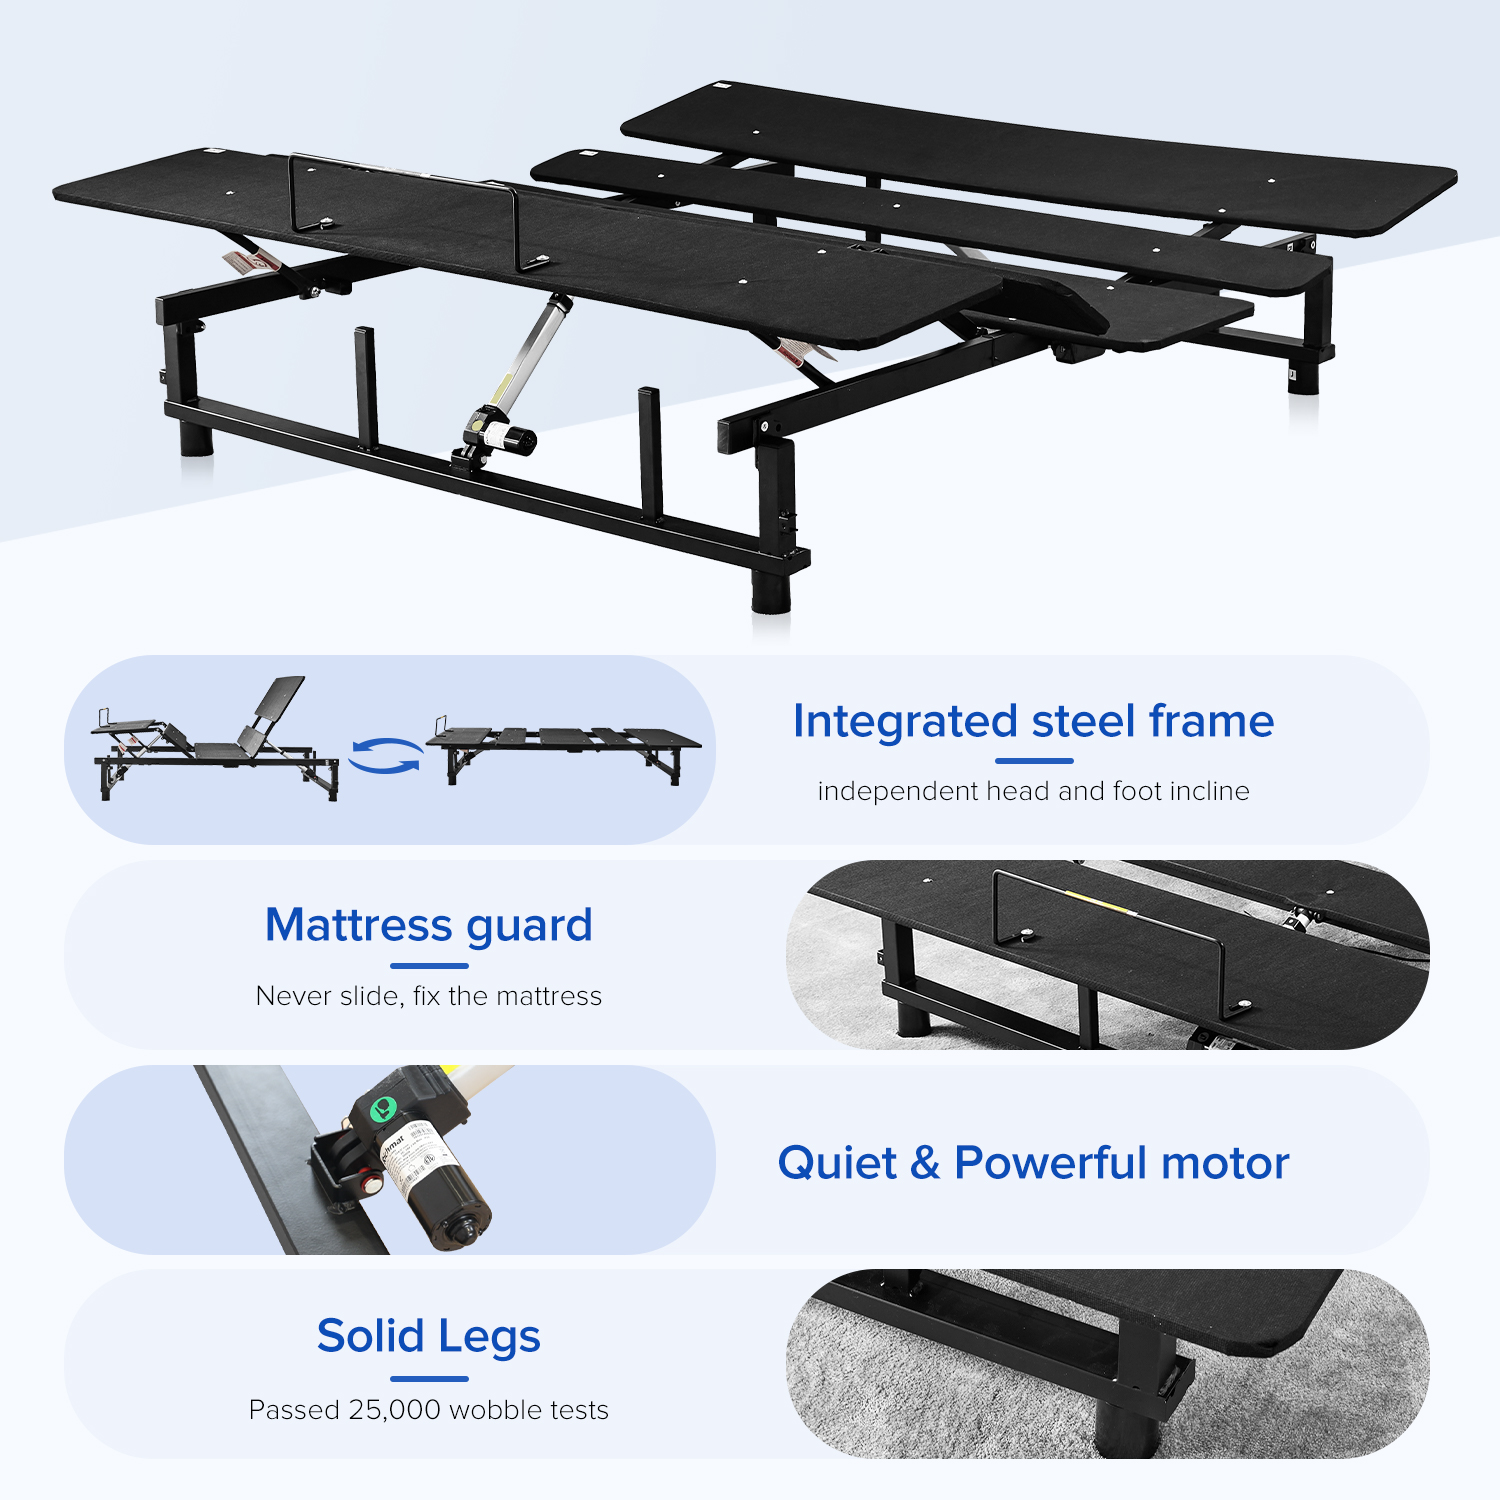 Integrated steel frame
independent head and foot incline
Mattress guard
Never slide, fix the mattress
Quiet & Powerful motor
Solid Legs
Passed 25,000 wobble tests